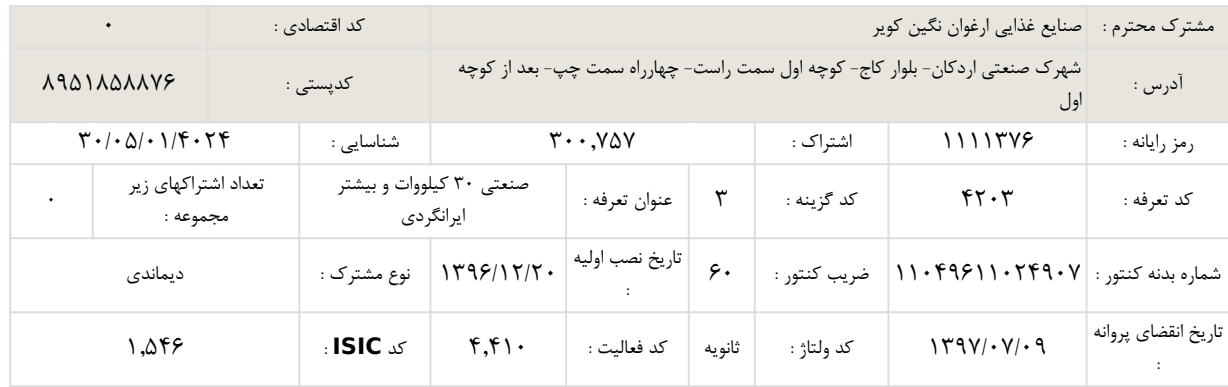 مشترک محترم : صنایع غذایی ارغوان نگین کویر کد اقتصادی : ۰
آدرس : شهرک صنعتی اردکان- بلوار کاج- کوچه اول سمت راست- چهارراه سمت چپ- بعد از کوچه
اول کدپستی : ۸۹۵۱۸۵۸۸۷۶
رمز رایانه : ۱۱۱۱۳۷۶ اشتراک : ۳۰۰,۷۵۷ شناسایی : ۳۰/۰۵/۰۱/۴۰۲۴
کد تعرفه : ۴۲۰۳ کد گزینه : ۳ عنوان تعرفه : صنعتی ۳۰ کیلووات و بیشتر
ایرانگردی تعداد اشتراکهای زیر
مجموعه : ۰
شماره بدنه کنتور : ۱۱۰۴۹۶۱۱۰۲۴۹۰۷ ضریب کنتور : ۶۰ تاریخ نصب اولیه
: ۱۳۹۶/۱۲/۲۰ نوع مشترک : دیماندی
تاریخ انقضای پروانه
: ۱۳۹۷/۰۷/۰۹ کد ولتاژ : ثانویه کد فعالیت : ۴,۴۱۰ کد ISIC : ۱,۵۴۶